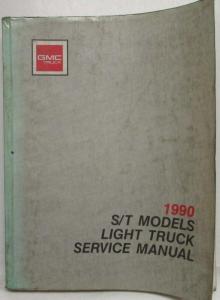 GMC
TRUCK
1990
S/T MODELS
LIGHT TRUCK
SERVICE MANUAL